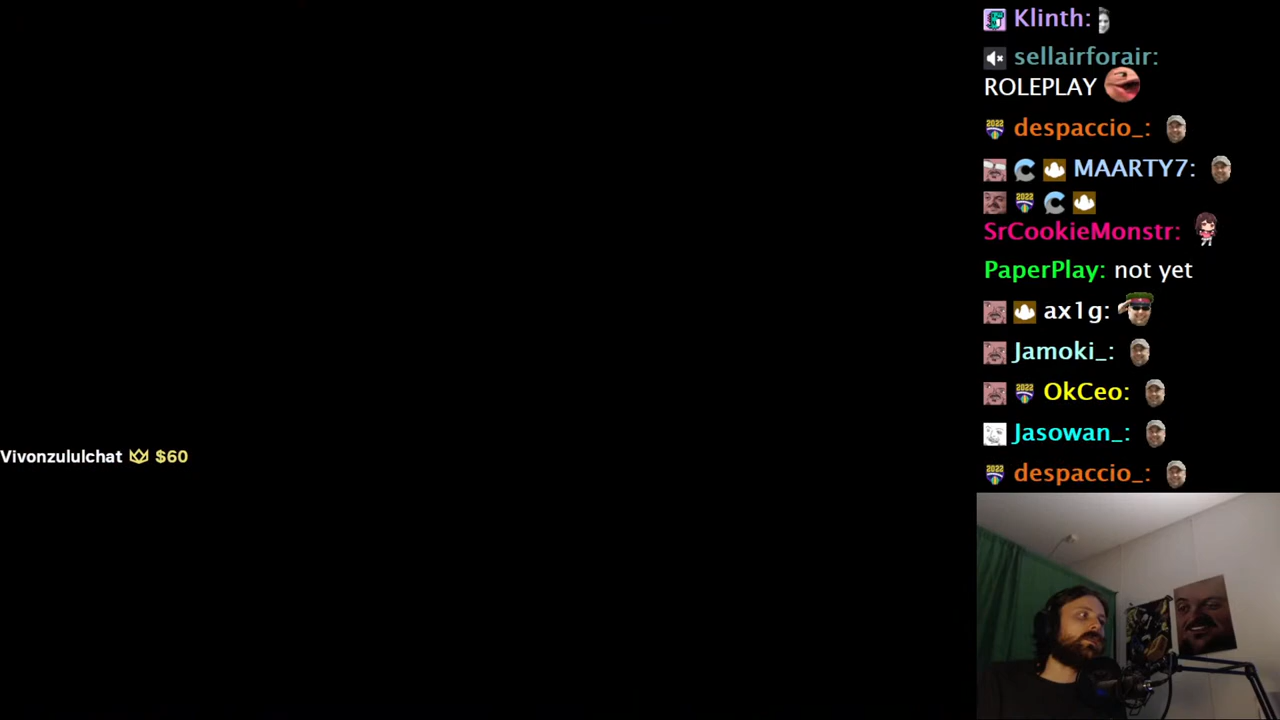 Klinth:
sellairforair:
ROLEPLAY
despaccio_:
MAARTY7:
SrCookieMonstr:
PaperPlay: not yet
ax1g:
Jamoki_:
OkCeo:
Jasowan_:
despaccio_:
Vivonzululchat $60